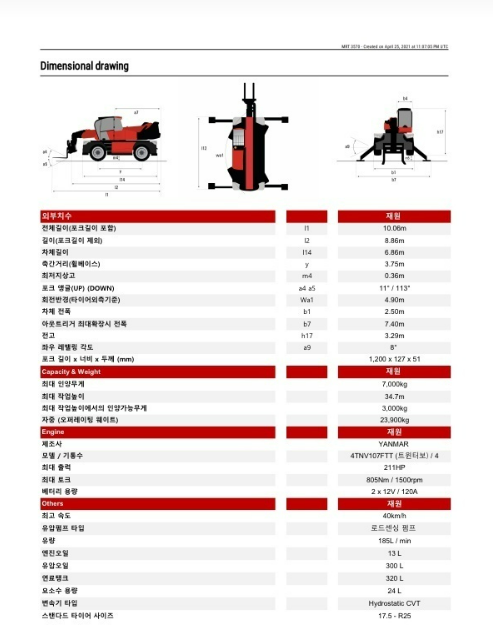 MRT 3570 - Created on April 20, 2021 at 11:07:03 PM UTC
Dimensional drawing
외부치수 재원
전체길이(포크길이 포함) l1 10.06m
길이(포크길이 제외) l2 8.86m
차체길이 l14 6.86m
축간거리(휠베이스) y 3.75m
최저지상고 m4 0.36m
포크 앵글(UP) (DOWN) a4 a5 11° / 113°
회전반경(타이어외측기준) Wa1 4.90m
차체 전폭 b1 2.50m
아웃트리거 최대확장시 전폭 b7 7.40m
전고 h17 3.29m
좌우 레벨링 각도 a9 8°
포크 길이 x 너비 x 두께 (mm) 1,200 x 127 x 51
Capacity & Weight 재원
최대 인양무게 7,000kg
최대 작업높이 34.7m
최대 작업높이에서의 인양가능무게 3,000kg
자중 (오퍼레이팅 웨이트) 23,900kg
Engine 재원
제조사 YANMAR
모델 / 기통수 4TNV107FTT (트윈터보) / 4
최대 출력 211HP
최대 토크 805Nm / 1500rpm
배터리 용량 2 x 12V / 120A
Others 재원
최고 속도 40km/h
유압펌프 타입 로드센싱 펌프
유량 185L / min
엔진오일 13 L
유압오일 300 L
연료탱크 320 L
요소수 용량 24 L
변속기 타입 Hydrostatic CVT
스탠다드 타이어 사이즈 17.5 - R25